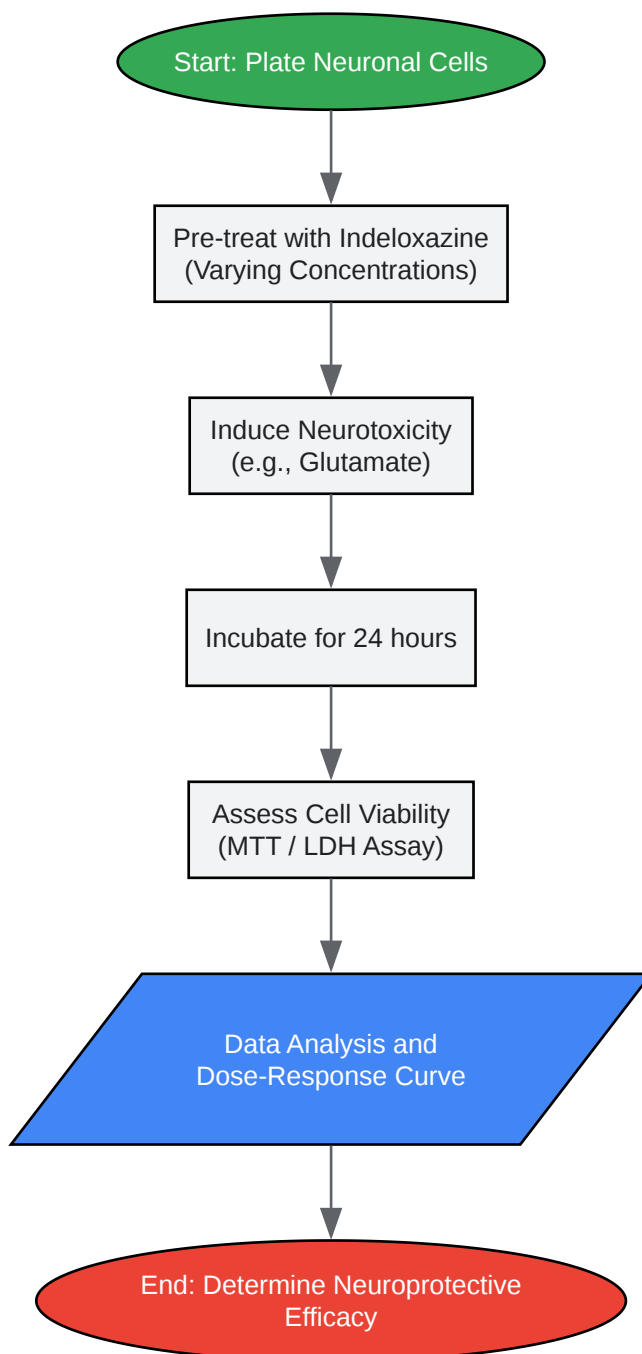 Start: Plate Neuronal Cells
Pre-treat with Indeloxazine
(Varying Concentrations)
Induce Neurotoxicity
(e.g., Glutamate)
Incubate for 24 hours
Assess Cell Viability
(MTT / LDH Assay)
Data Analysis and
Dose-Response Curve
End: Determine Neuroprotective
Efficacy